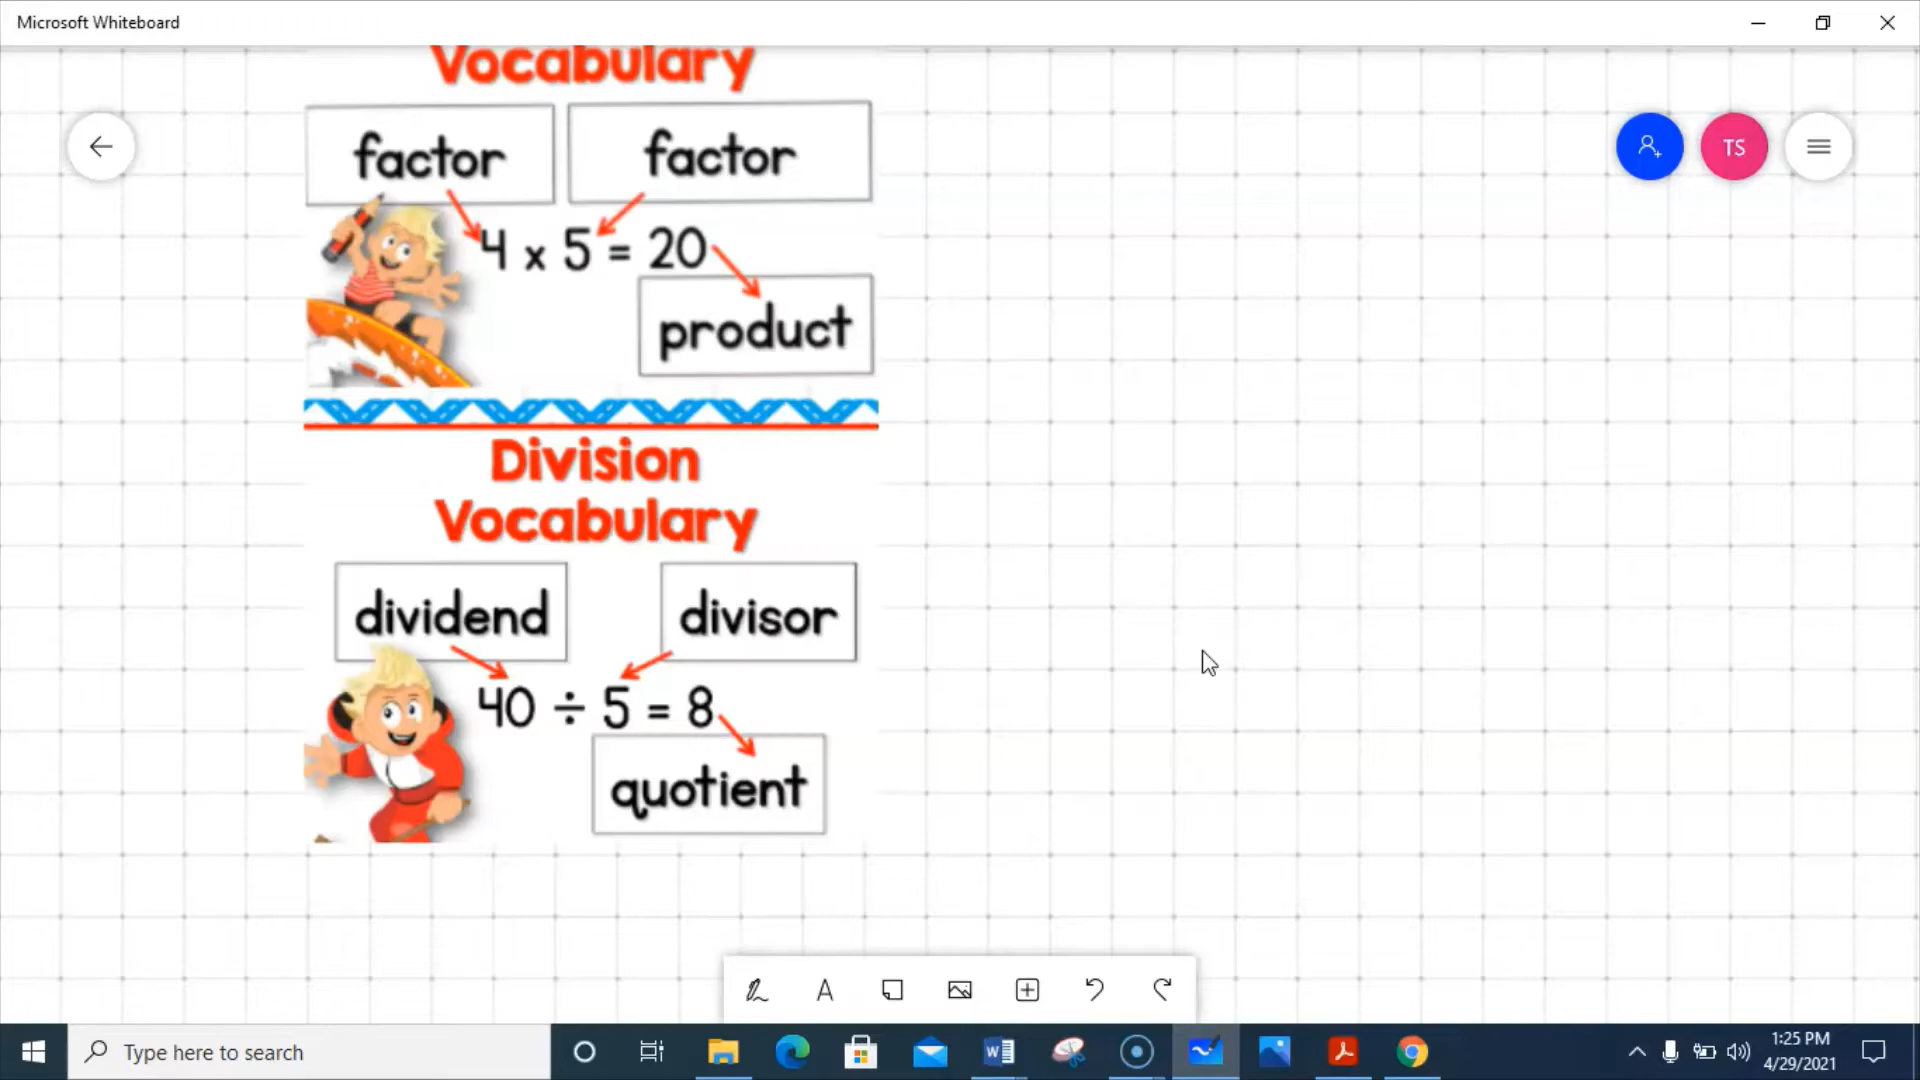 Microsoft Whiteboard
Vocabulary
factor factor
4 x 5 = 20
product
Division
Vocabulary
dividend divisor
40 ÷ 5 = 8
quotient
TS
A
Type here to search
1:25 PM
4/29/2021